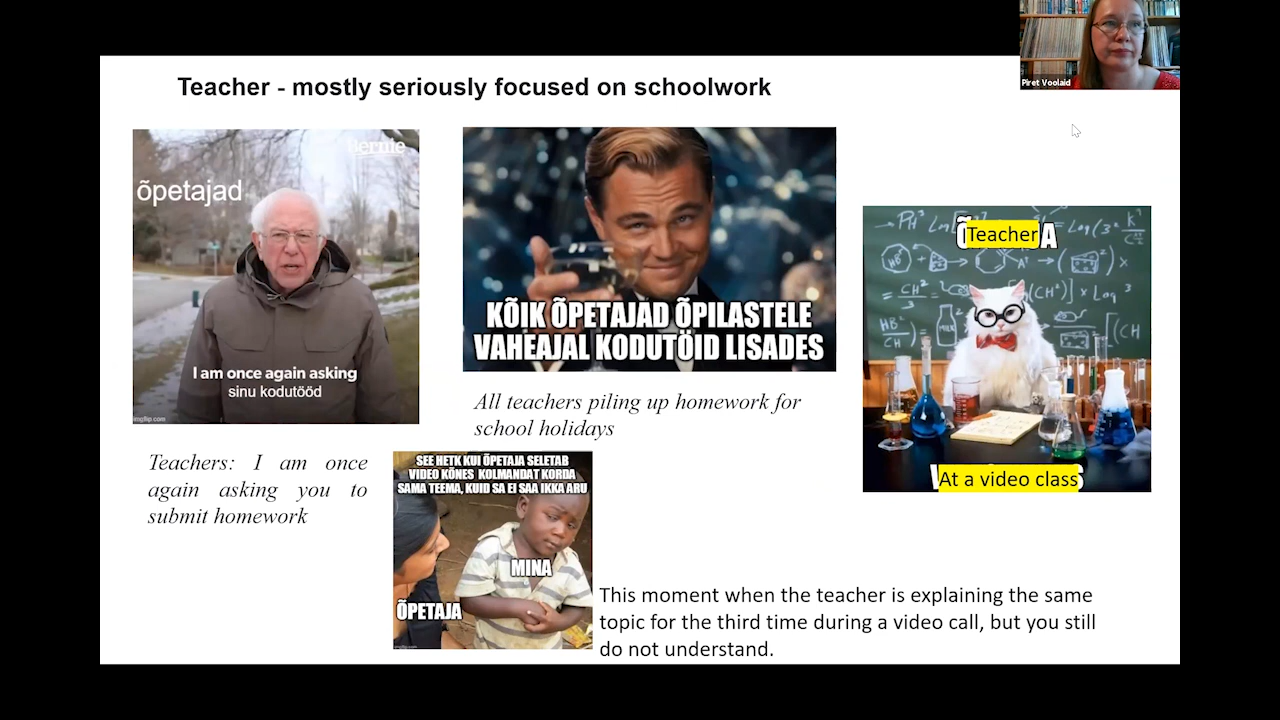 Piret Voolaid
Teacher - mostly seriously focused on schoolwork
Bernie
õpetajad
I am once again asking
sinu kodutööd
imgflip.com
Teachers: I am once
again asking you to
submit homework
KÕIK ÕPETAJAD ÕPILASTELE
VAHEAJAL KODUTÖID LISADES
All teachers piling up homework for
school holidays
SEE HETK KUI ÕPETAJA SELETAB
VIDEO KÕNES KOLMANDAT KORDA
SAMA TEEMA, KUID SA EI SAA IKKA ARU
MINA
ÕPETAJA
This moment when the teacher is explaining the same
topic for the third time during a video call, but you still
do not understand.
Teacher
At a video class